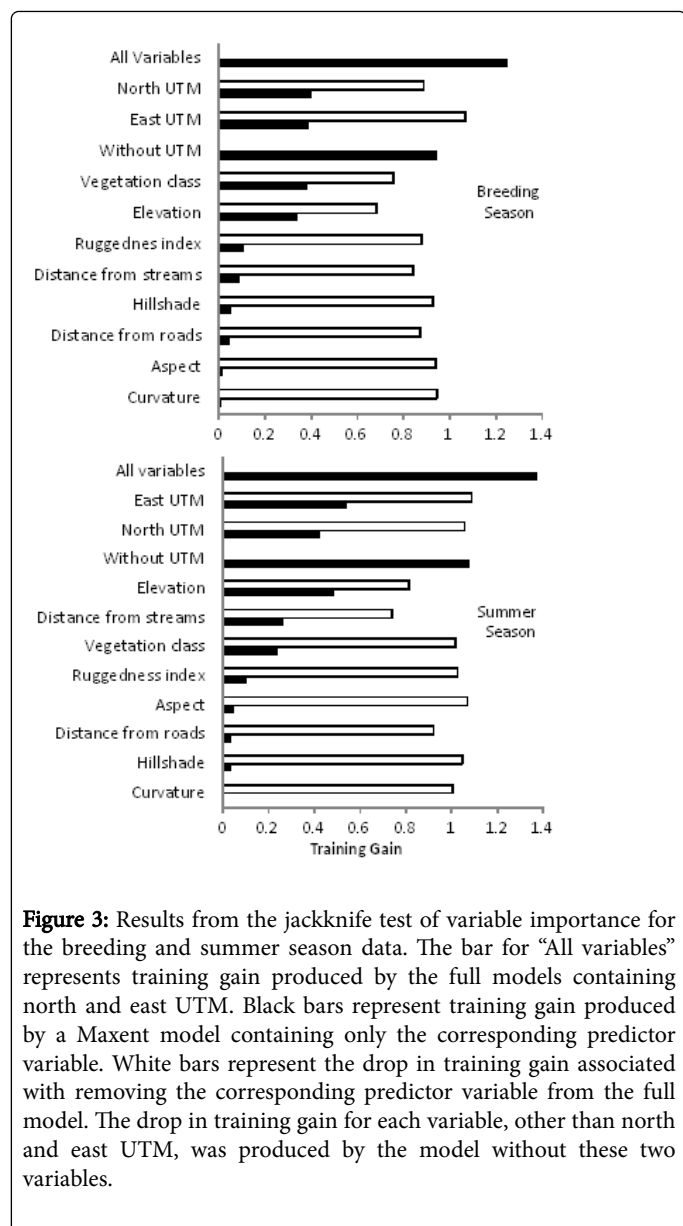 All Variables
North UTM
East UTM
Without UTM
Vegetation class
Elevation
Ruggednes index
Distance from streams
Hillshade
Distance from roads
Aspect
Curvature
Breeding
Season
0 0.2 0.4 0.6 0.8 1 1.2 1.4
All variables
East UTM
North UTM
Without UTM
Elevation
Distance from streams
Vegetation class
Ruggedness index
Aspect
Distance from roads
Hillshade
Curvature
Summer
Season
0 0.2 0.4 0.6 0.8 1 1.2 1.4
Training Gain
Figure 3: Results from the jackknife test of variable importance for
the breeding and summer season data. The bar for “All variables”
represents training gain produced by the full models containing
north and east UTM. Black bars represent training gain produced
by a Maxent model containing only the corresponding predictor
variable. White bars represent the drop in training gain associated
with removing the corresponding predictor variable from the full
model. The drop in training gain for each variable, other than north
and east UTM, was produced by the model without these two
variables.